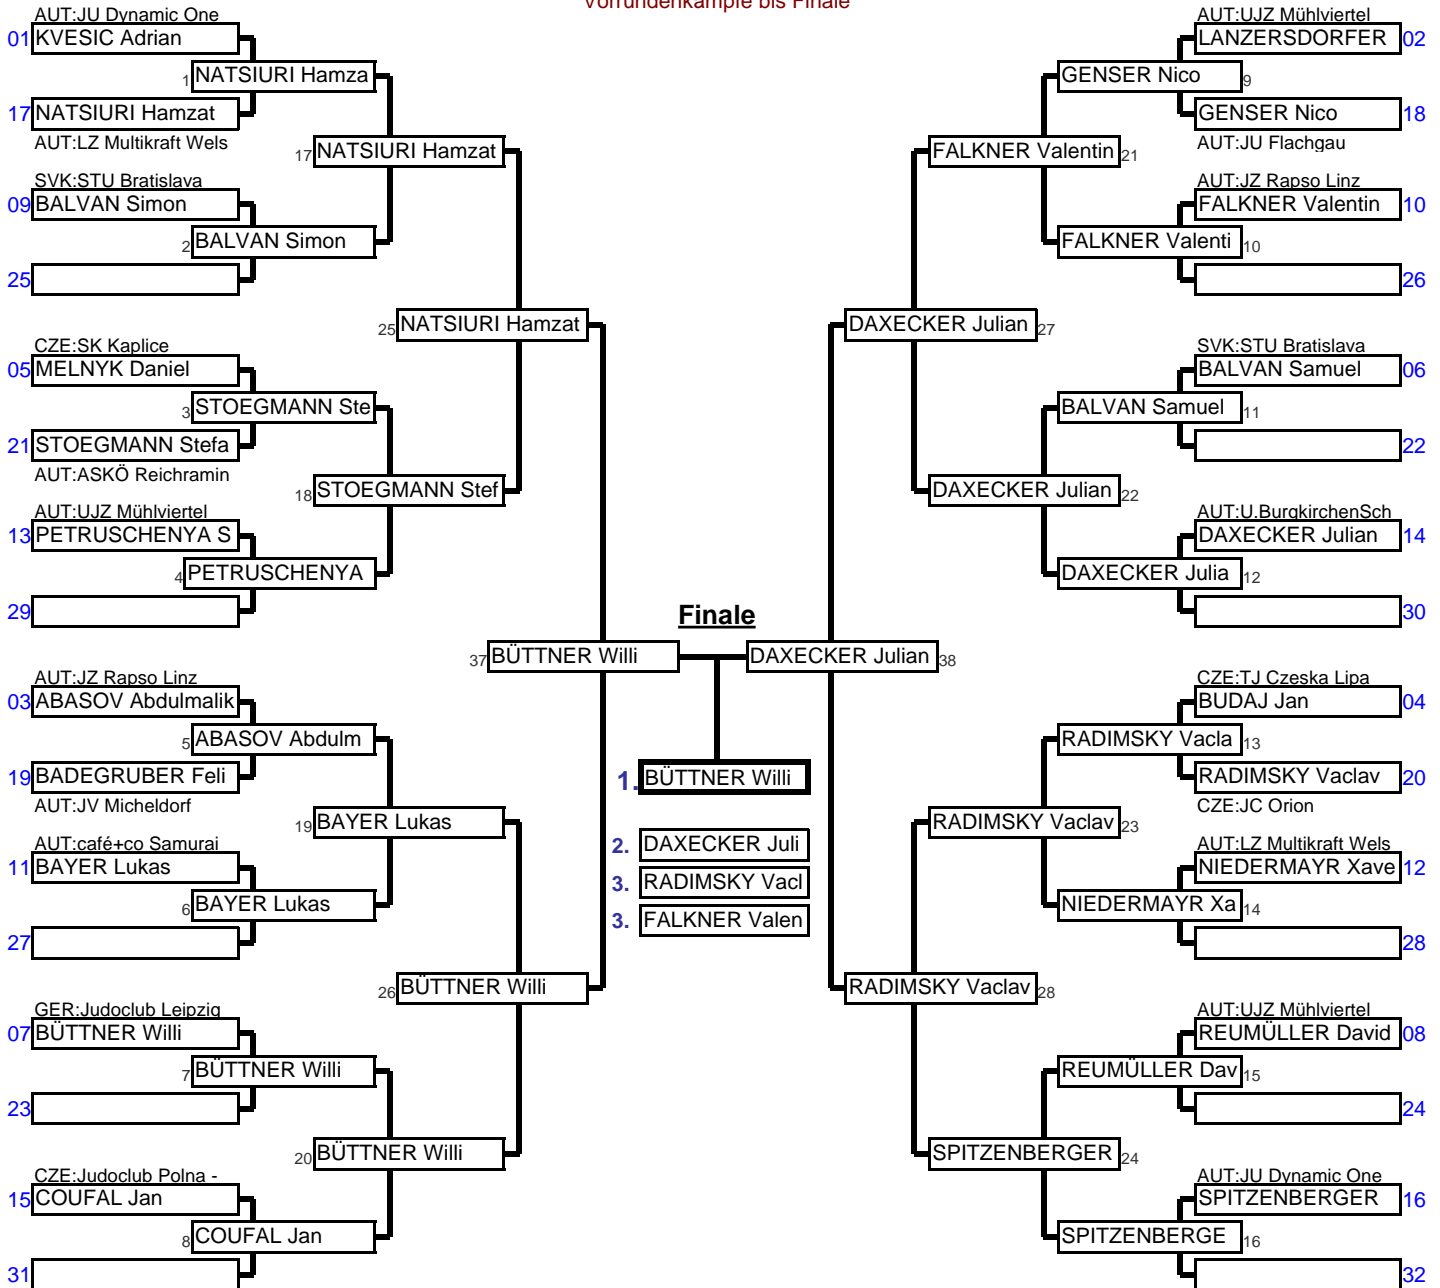 Vorrundenkämpfe bis Finale
AUT:JU Dynamic One
01 KVESIC Adrian
1 NATSIURI Hamza
17 NATSIURI Hamzat
AUT:LZ Multikraft Wels
17 NATSIURI Hamzat
SVK:STU Bratislava
09 BALVAN Simon
2 BALVAN Simon
25
25 NATSIURI Hamzat
CZE:SK Kaplice
05 MELNYK Daniel
3 STOEGMANN Ste
21 STOEGMANN Stefa
AUT:ASKÖ Reichramin
18 STOEGMANN Stef
AUT:UJZ Mühlviertel
13 PETRUSCHENYA S
4 PETRUSCHENYA
29
37 BÜTTNER Willi
AUT:JZ Rapso Linz
03 ABASOV Abdulmalik
5 ABASOV Abdulm
19 BADEGRUBER Feli
AUT:JV Micheldorf
19 BAYER Lukas
AUT:café+co Samurai
11 BAYER Lukas
6 BAYER Lukas
27
26 BÜTTNER Willi
GER:Judoclub Leipzig
07 BÜTTNER Willi
7 BÜTTNER Willi
23
20 BÜTTNER Willi
CZE:Judoclub Polna -
15 COUFAL Jan
8 COUFAL Jan
31
Finale
1. BÜTTNER Willi
2. DAXECKER Juli
3. RADIMSKY Vacl
3. FALKNER Valen
AUT:UJZ Mühlviertel
LANZERSDORFER 02
GENSER Nico 9
GENSER Nico 18
AUT:JU Flachgau
FALKNER Valentin 21
AUT:JZ Rapso Linz
FALKNER Valentin 10
FALKNER Valenti 10
26
DAXECKER Julian 27
SVK:STU Bratislava
BALVAN Samuel 06
BALVAN Samuel 11
22
DAXECKER Julian 22
AUT:U.BurgkirchenSch
DAXECKER Julian 14
DAXECKER Julia 12
30
DAXECKER Julian 38
CZE:TJ Czeska Lipa
BUDAJ Jan 04
RADIMSKY Vacla 13
RADIMSKY Vaclav 20
CZE:JC Orion
RADIMSKY Vaclav 23
AUT:LZ Multikraft Wels
NIEDERMAYR Xave 12
NIEDERMAYR Xa 14
28
RADIMSKY Vaclav 28
AUT:UJZ Mühlviertel
REUMÜLLER David 08
REUMÜLLER Dav 15
24
SPITZENBERGER 24
AUT:JU Dynamic One
SPITZENBERGER 16
SPITZENBERGE 16
32